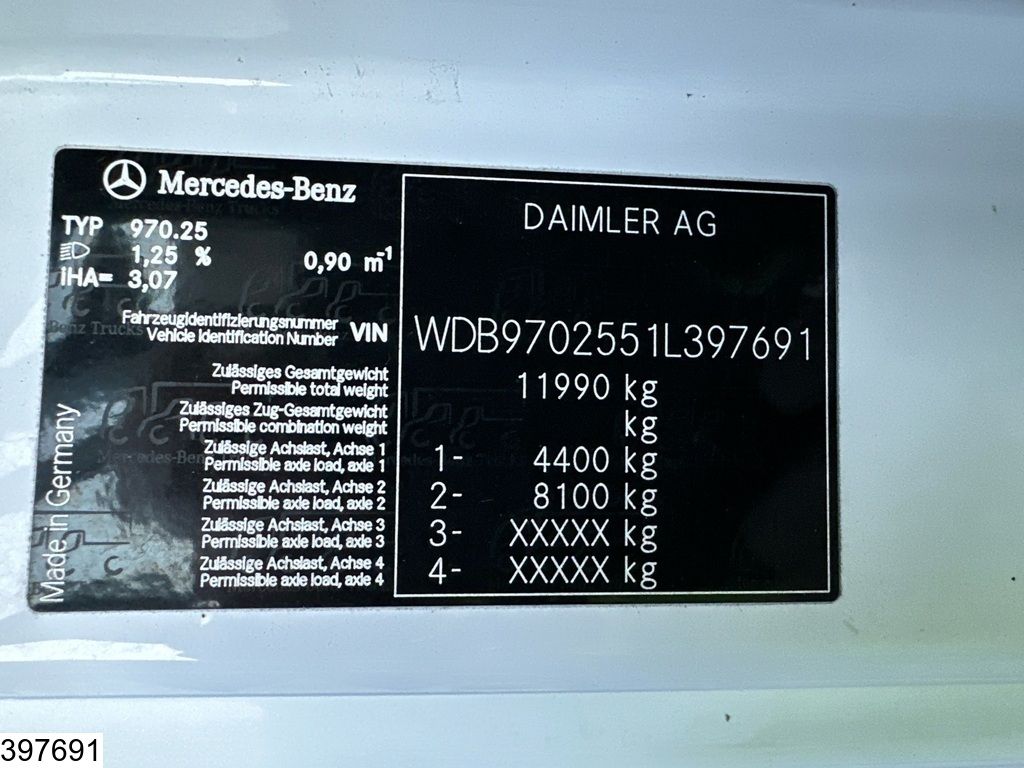 Mercedes-Benz
DAIMLER AG
TYP 970.25
1,25 % 0,90 m⁻¹
iHA= 3,07
Fahrzeugidentifizierungsnummer
Vehicle Identification Number VIN WDB9702551L397691
Zulässiges Gesamtgewicht
Permissible total weight 11990 kg
Zulässiges Zug-Gesamtgewicht
Permissible combination weight kg
Zulässige Achslast, Achse 1
Permissible axle load, axle 1 1- 4400 kg
Zulässige Achslast, Achse 2
Permissible axle load, axle 2 2- 8100 kg
Zulässige Achslast, Achse 3
Permissible axle load, axle 3 3- XXXXX kg
Zulässige Achslast, Achse 4
Permissible axle load, axle 4 4- XXXXX kg
Made in Germany
397691